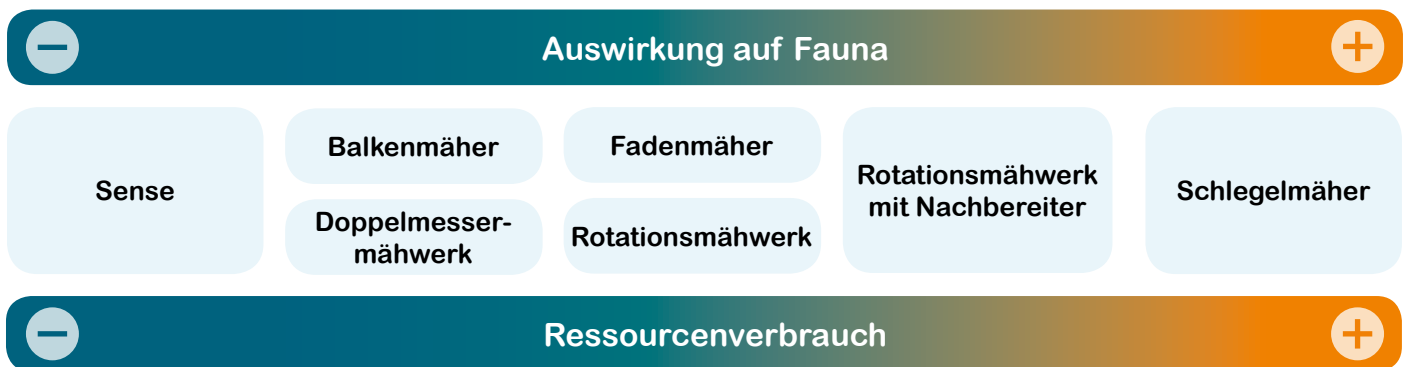 Auswirkung auf Fauna
Sense
Balkenmäher
Doppelmesser-
mähwerk
Fadenmäher
Rotationsmähwerk
Rotationsmähwerk
mit Nachbereiter
Schlegelmäher
Ressourcenverbrauch